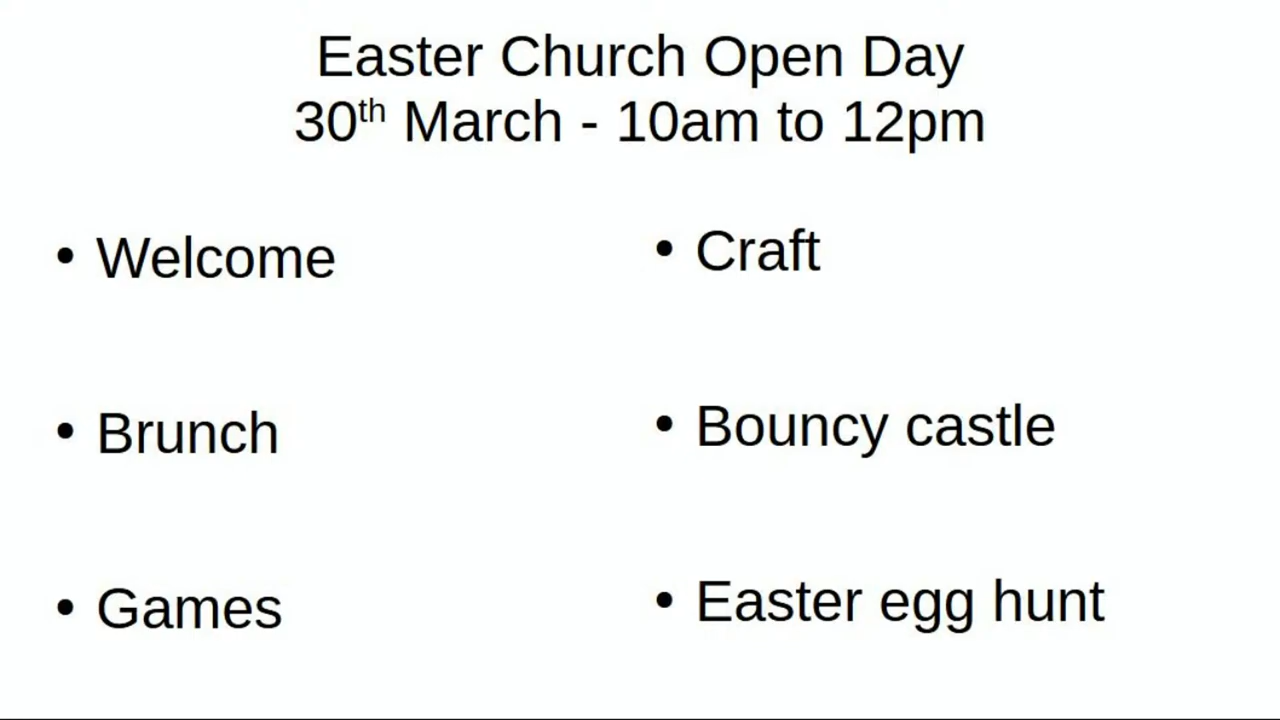 Easter Church Open Day
30th March - 10am to 12pm
• Welcome
• Brunch
• Games
• Craft
• Bouncy castle
• Easter egg hunt